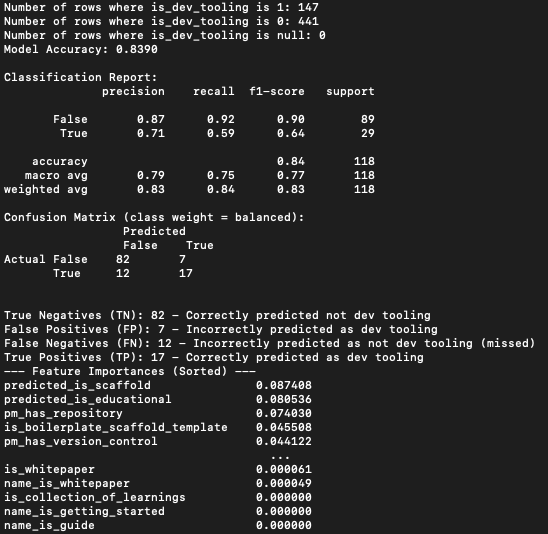 Number of rows where is_dev_tooling is 1: 147
Number of rows where is_dev_tooling is 0: 441
Number of rows where is_dev_tooling is null: 0
Model Accuracy: 0.8390
Classification Report:
precision recall f1-score support
False 0.87 0.92 0.90 89
True 0.71 0.59 0.64 29
accuracy 0.84 118
macro avg 0.79 0.75 0.77 118
weighted avg 0.83 0.84 0.83 118
Confusion Matrix (class weight = balanced):
Predicted
False True
Actual False 82 7
True 12 17
True Negatives (TN): 82 - Correctly predicted not dev tooling
False Positives (FP): 7 - Incorrectly predicted as dev tooling
False Negatives (FN): 12 - Incorrectly predicted as not dev tooling (missed)
True Positives (TP): 17 - Correctly predicted as dev tooling
--- Feature Importances (Sorted) ---
predicted_is_scaffold 0.087408
predicted_is_educational 0.080536
pm_has_repository 0.074030
is_boilerplate_scaffold_template 0.045508
pm_has_version_control 0.044122
...
is_whitepaper 0.000061
name_is_whitepaper 0.000049
is_collection_of_learnings 0.000000
name_is_getting_started 0.000000
name_is_guide 0.000000